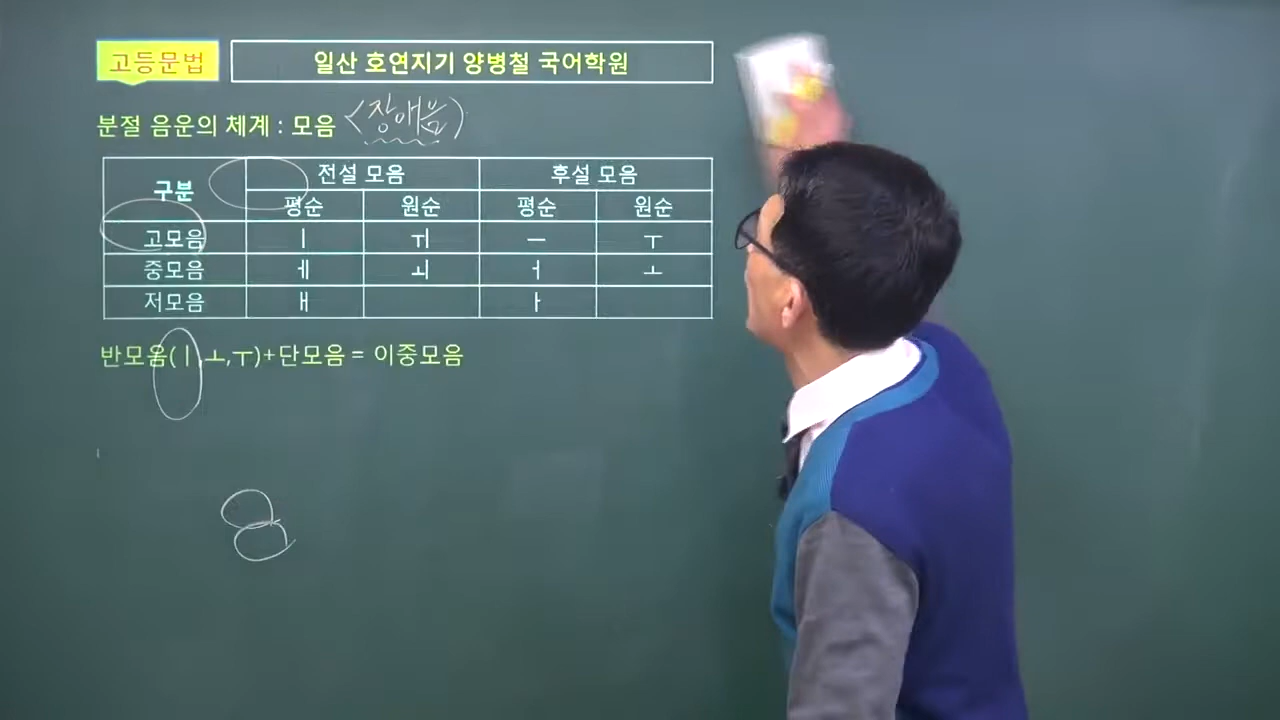 고등문법
일산 호연지기 양병철 국어학원
분절 음운의 체계 : 모음 <장애음>
구분 전설 모음 후설 모음
평순 원순 평순 원순
고모음 ㅣ ㅟ ㅡ ㅜ
중모음 ㅔ ㅚ ㅓ ㅗ
저모음 ㅐ ㅏ
반모음(ㅣ,ㅗ,ㅜ)+단모음 = 이중모음
8